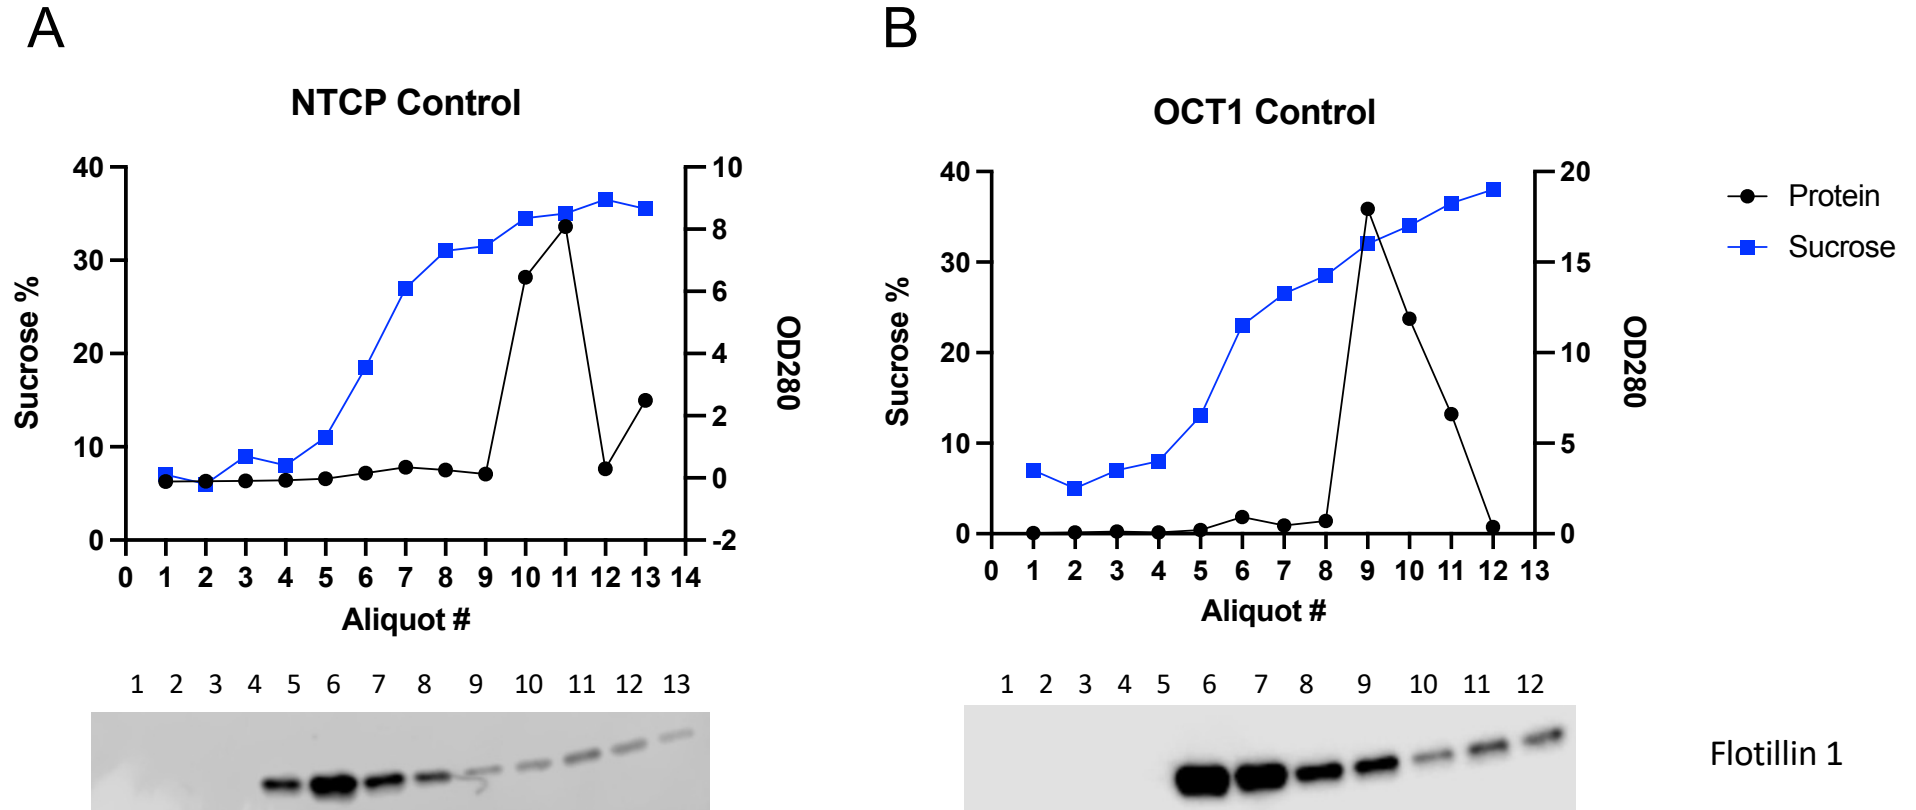 A
B
NTCP Control
OCT1 Control
40
30
20
10
0
Sucrose %
10
8
6
4
2
0
-2
OD280
0 1 2 3 4 5 6 7 8 9 10 11 12 13 14
Aliquot #
40
30
20
10
0
Sucrose %
20
15
10
5
0
OD280
0 1 2 3 4 5 6 7 8 9 10 11 12 13
Aliquot #
Protein
Sucrose
1 2 3 4 5 6 7 8 9 10 11 12 13
1 2 3 4 5 6 7 8 9 10 11 12
Flotillin 1